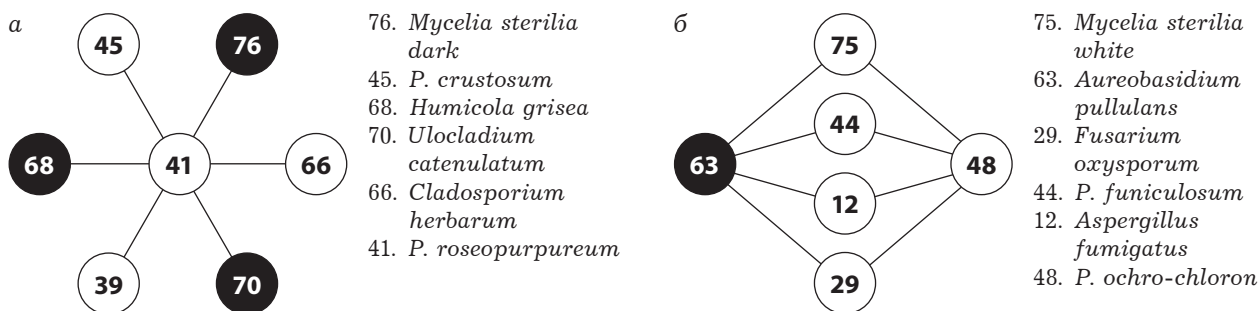 а
45
76
68
41
66
39
70
76. Mycelia sterilia
dark
45. P. crustosum
68. Humicola grisea
70. Ulocladium
catenulatum
66. Cladosporium
herbarum
41. P. roseopurpureum
б
75
44
63
48
12
29
75. Mycelia sterilia
white
63. Aureobasidium
pullulans
29. Fusarium
oxysporum
44. P. funiculosum
12. Aspergillus
fumigatus
48. P. ochro-chloron